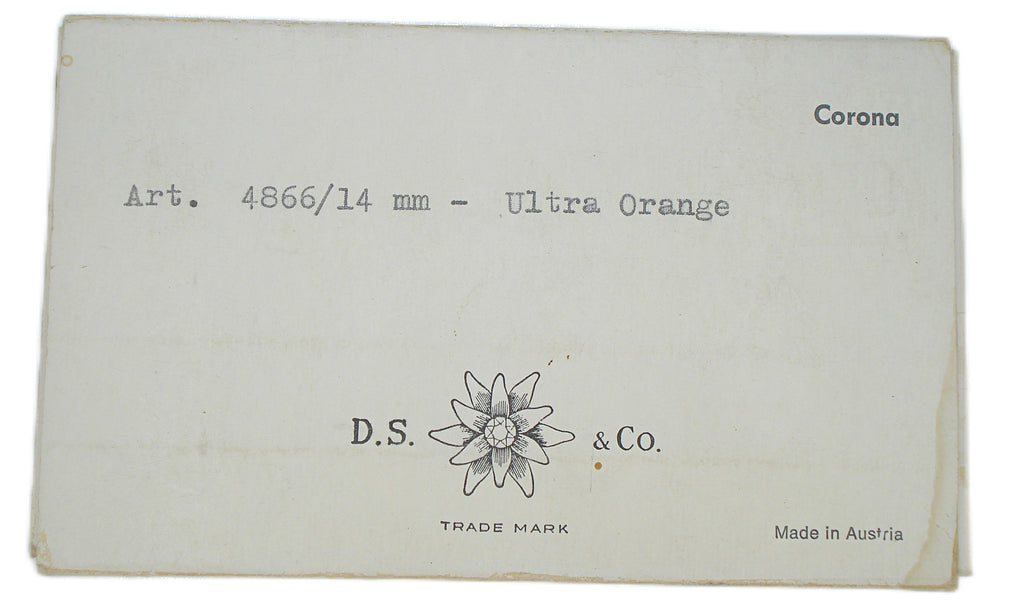 Corona
Art. 4866/14 mm - Ultra Orange
D.S. & Co.
TRADE MARK
Made in Austria